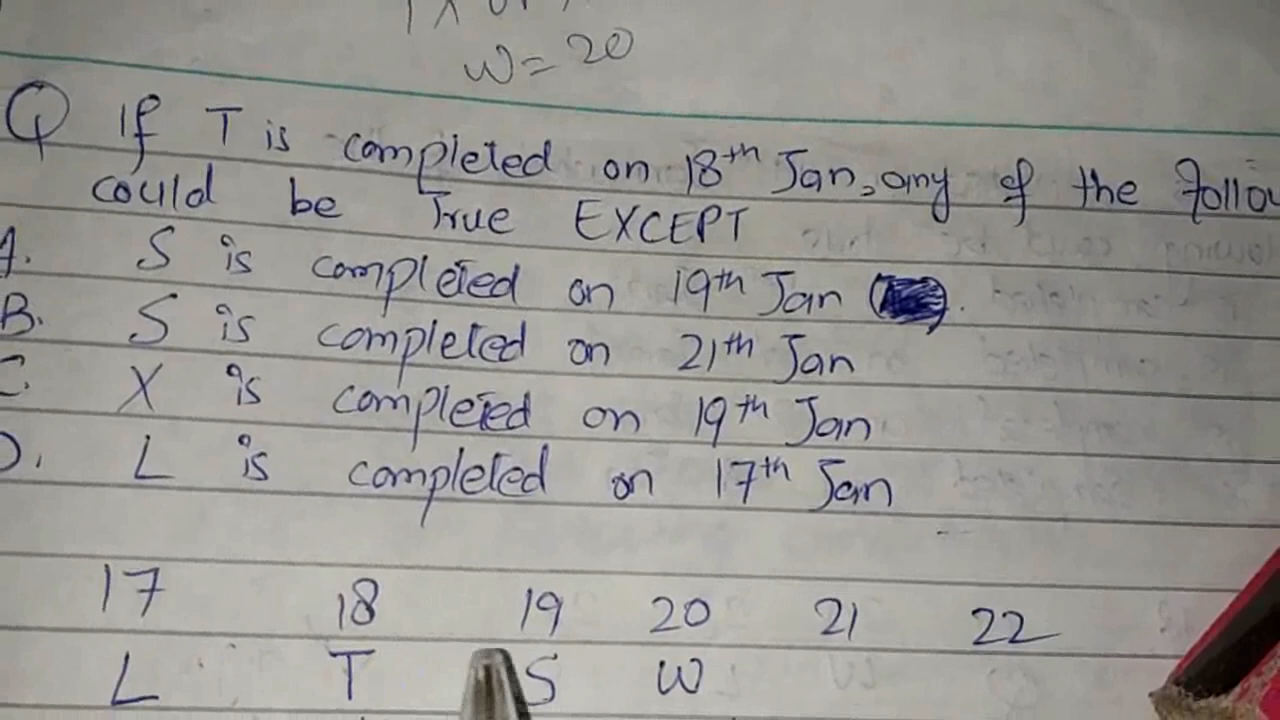 W = 20
Q If T is completed on 18th Jan, any of the
could be True EXCEPT
A. S is completed on 19th Jan
B. S is completed on 21th Jan
C. X is completed on 19th Jan
D. L is completed on 17th Jan
17 18 19 20 21 22
L T S W